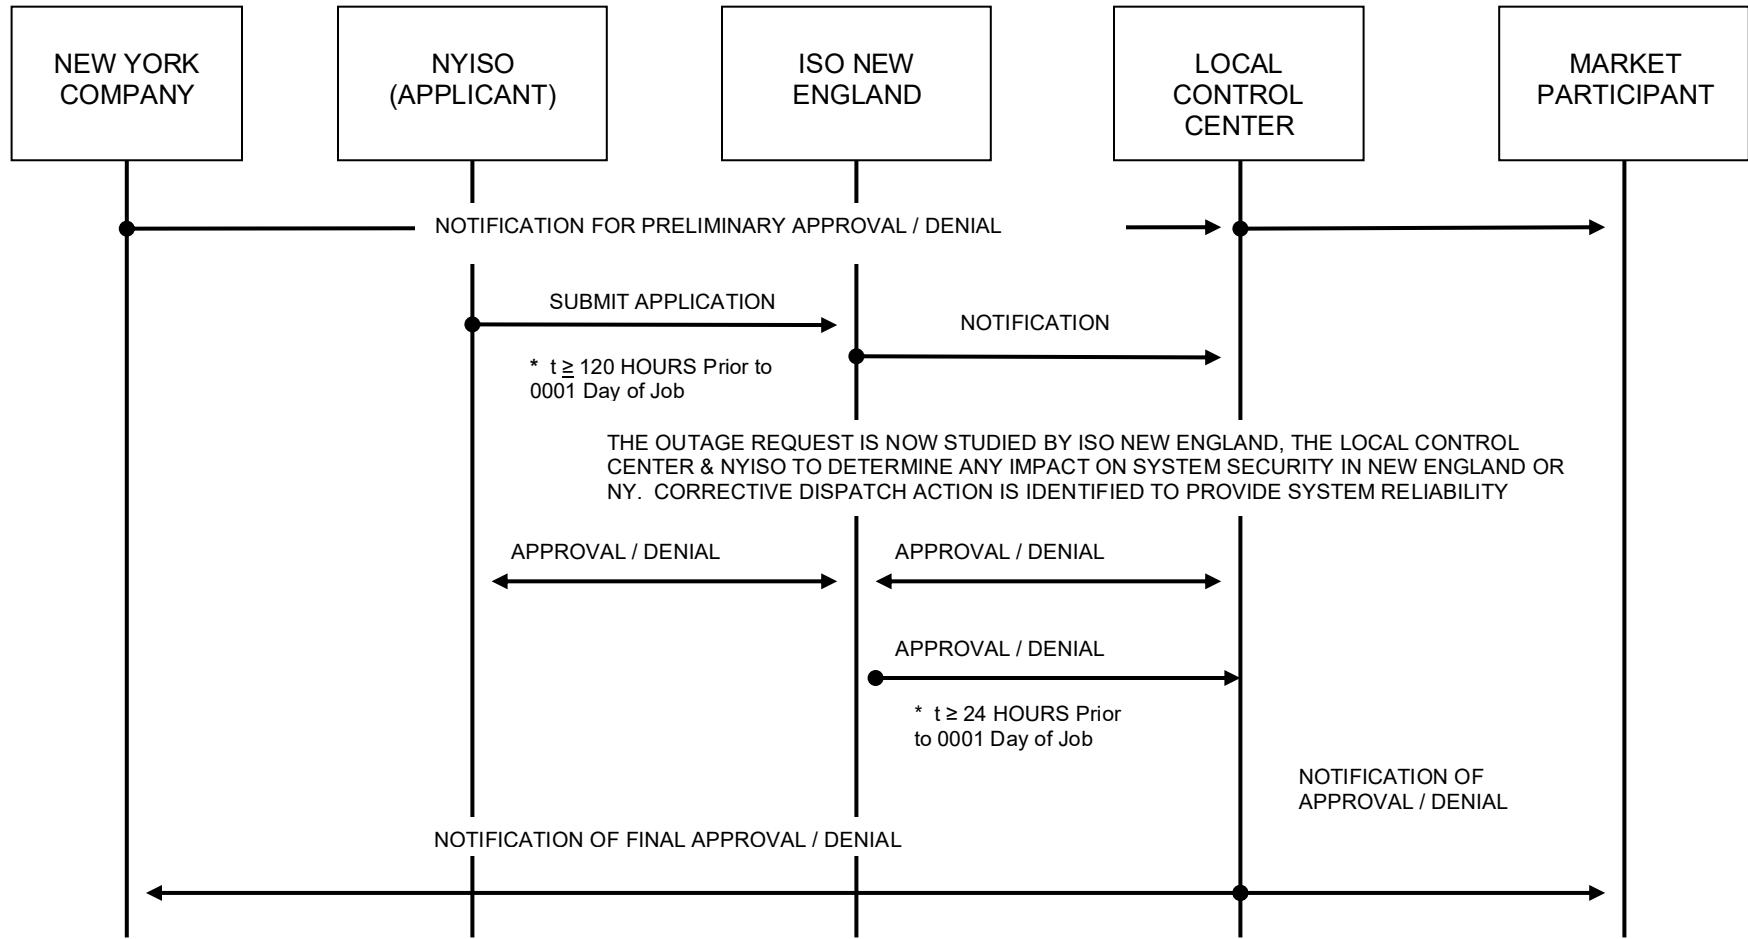 NEW YORK
COMPANY
NYISO
(APPLICANT)
ISO NEW
ENGLAND
LOCAL
CONTROL
CENTER
MARKET
PARTICIPANT
NOTIFICATION FOR PRELIMINARY APPROVAL / DENIAL
SUBMIT APPLICATION
NOTIFICATION
* t ≥ 120 HOURS Prior to
0001 Day of Job
THE OUTAGE REQUEST IS NOW STUDIED BY ISO NEW ENGLAND, THE LOCAL CONTROL
CENTER & NYISO TO DETERMINE ANY IMPACT ON SYSTEM SECURITY IN NEW ENGLAND OR
NY. CORRECTIVE DISPATCH ACTION IS IDENTIFIED TO PROVIDE SYSTEM RELIABILITY
APPROVAL / DENIAL
APPROVAL / DENIAL
APPROVAL / DENIAL
* t ≥ 24 HOURS Prior
to 0001 Day of Job
NOTIFICATION OF
APPROVAL / DENIAL
NOTIFICATION OF FINAL APPROVAL / DENIAL